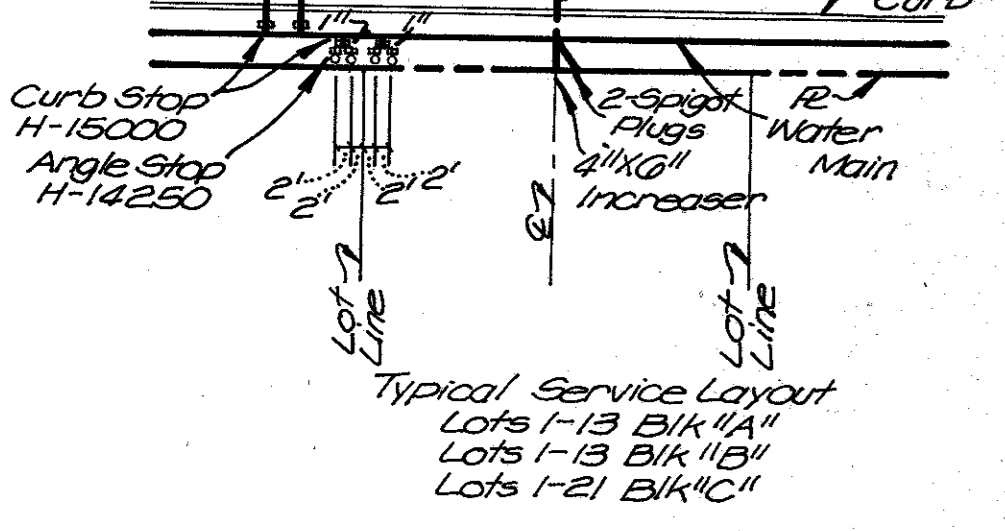 Curb
1" 1"
Curb Stop
H-15000
Angle Stop
H-14250
2' 2' 2' 2'
2-Spigot
Plugs
4"X6"
Increaser
PL
Water
Main
℄
Lot
Line
Lot
Line
Typical Service Layout
Lots 1-13 Blk "A"
Lots 1-13 Blk "B"
Lots 1-21 Blk "C"